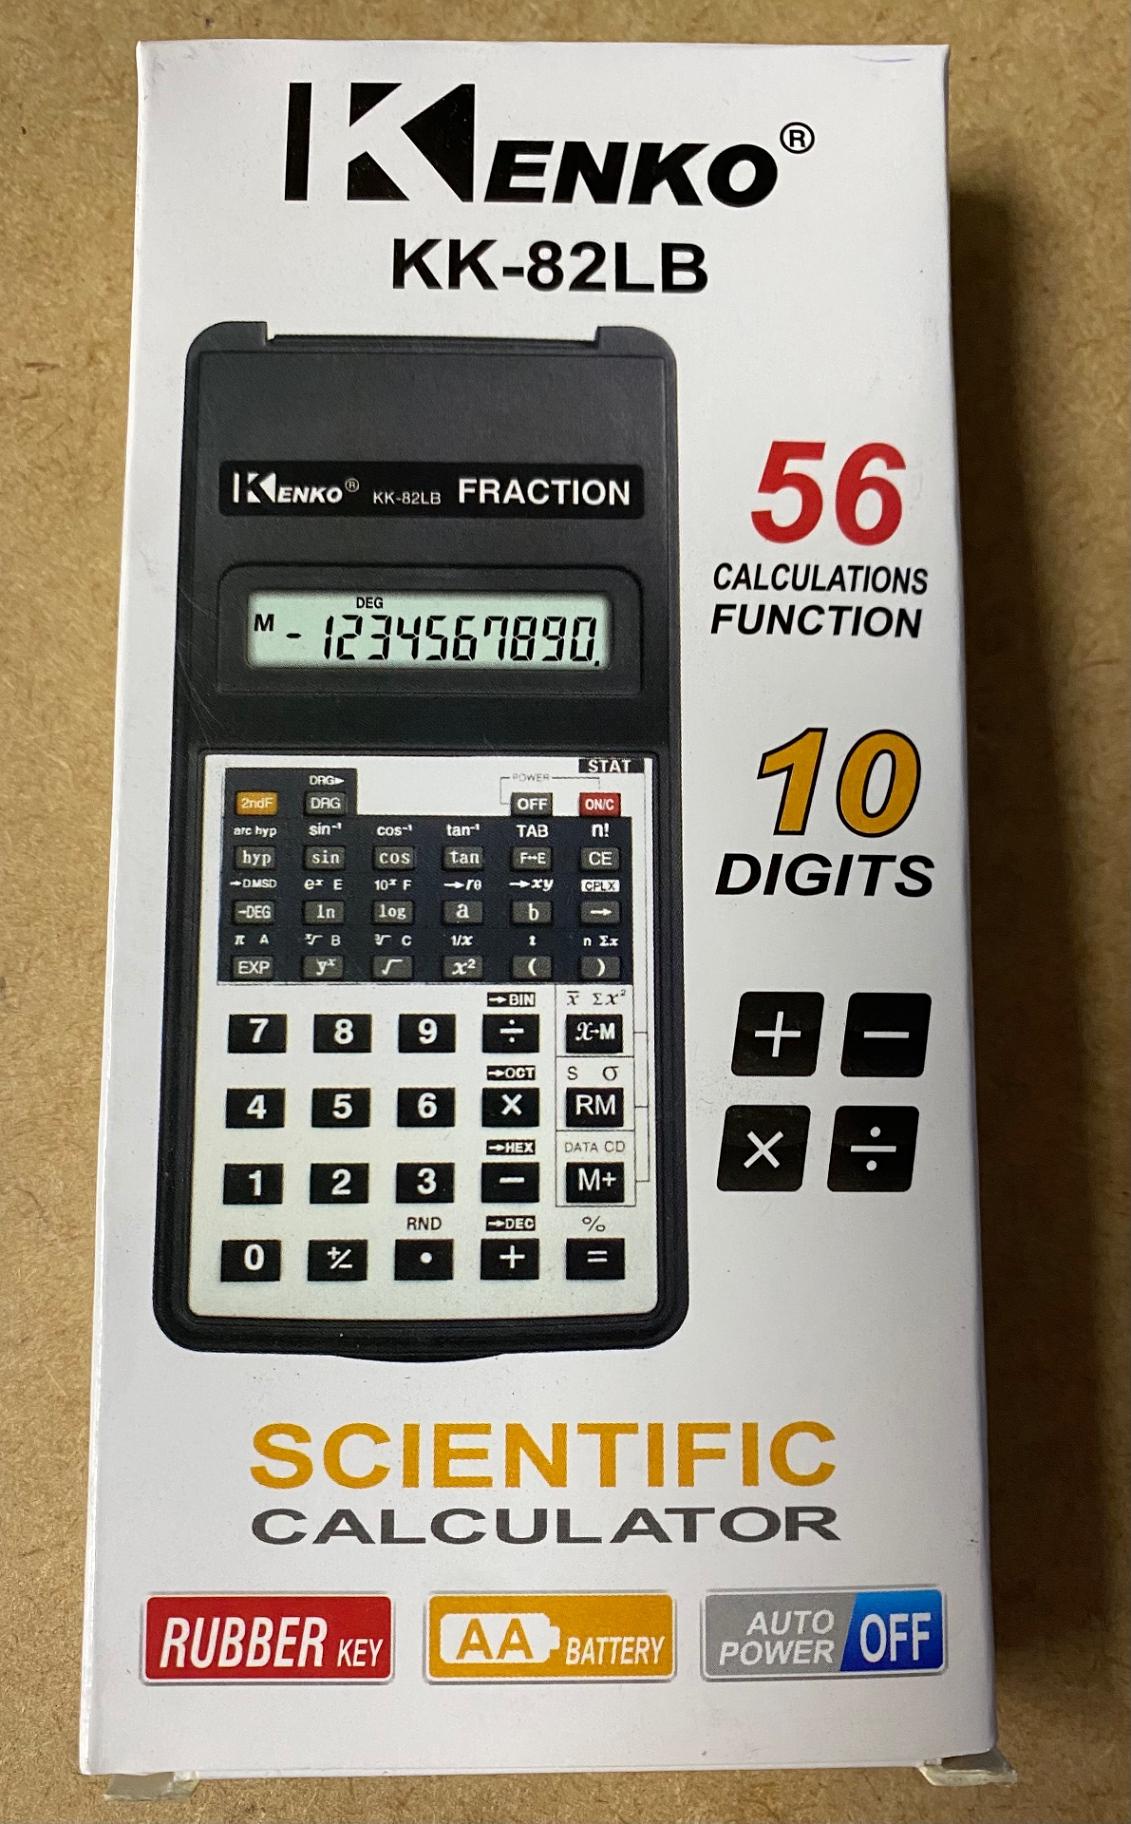 KENKO®
KK-82LB
KENKO® KK-82LB FRACTION
DEG
M -1234567890.
56
CALCULATIONS
FUNCTION
10
DIGITS
STAT
DRG▸ POWER
2ndF DRG OFF ON/C
arc hyp sin⁻¹ cos⁻¹ tan⁻¹ TAB n!
hyp sin cos tan F↔E CE
→D.MSD eˣ E 10ˣ F →rθ →xy CPLX
→DEG ln log a b →
π A ˣ√ B ³√ C 1/x n Σx
EXP yˣ √ x² ( )
→BIN x̅ Σx²
7 8 9 ÷ x→M
→OCT S σ
4 5 6 × RM
→HEX DATA CD
1 2 3 − M+
RND →DEC %
0 +/− • + =
+ −
× ÷
SCIENTIFIC
CALCULATOR
RUBBER KEY
AA BATTERY
AUTO
POWER OFF